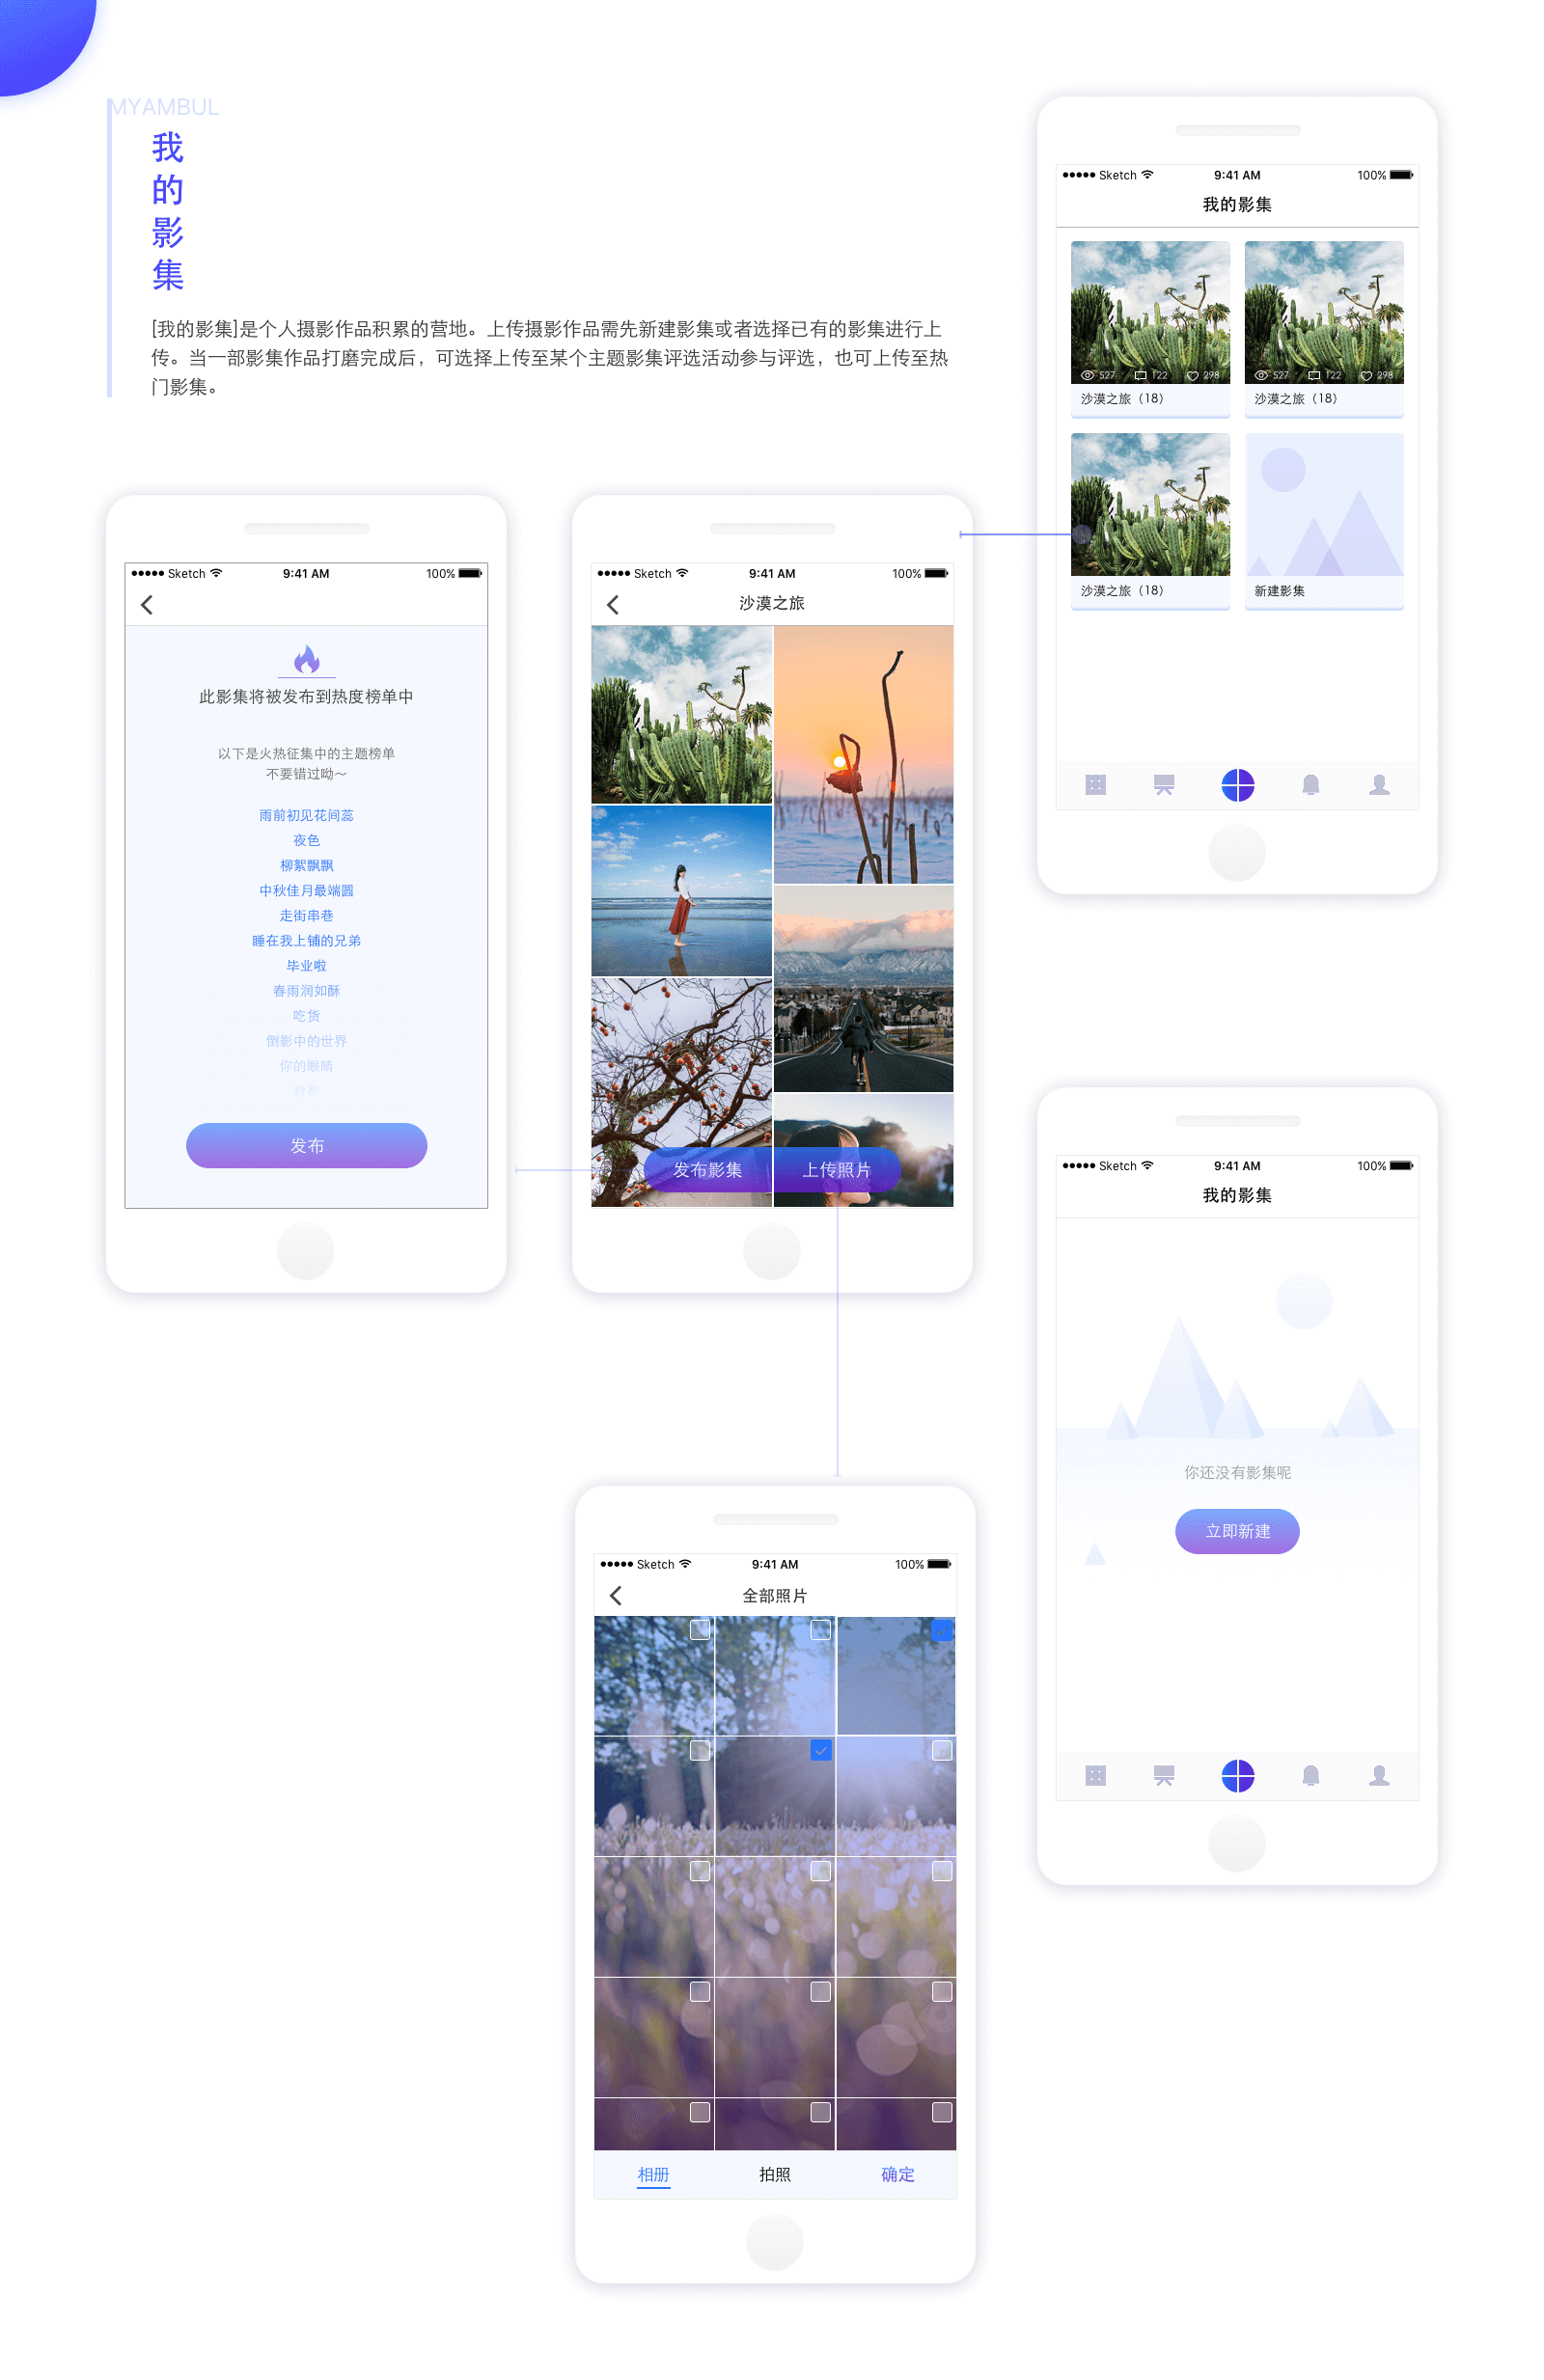 MYAMBUL
我
的
影
集
[我的影集]是个人摄影作品积累的营地。上传摄影作品需先新建影集或者选择已有的影集进行上
传。当一部影集作品打磨完成后，可选择上传至某个主题影集评选活动参与评选，也可上传至热
门影集。
Sketch 9:41 AM 100%
我的影集
527 122 298
527 122 298
沙漠之旅（18）
沙漠之旅（18）
沙漠之旅（18）
新建影集
Sketch 9:41 AM 100%
此影集将被发布到热度榜单中
以下是火热征集中的主题榜单
不要错过呦～
雨前初见花间蕊
夜色
柳絮飘飘
中秋佳月最端圆
走街串巷
睡在我上铺的兄弟
毕业啦
春雨润如酥
吃货
倒影中的世界
你的眼睛
背影
发布
Sketch 9:41 AM 100%
沙漠之旅
发布影集
上传照片
Sketch 9:41 AM 100%
我的影集
你还没有影集呢
立即新建
Sketch 9:41 AM 100%
全部照片
相册
拍照
确定